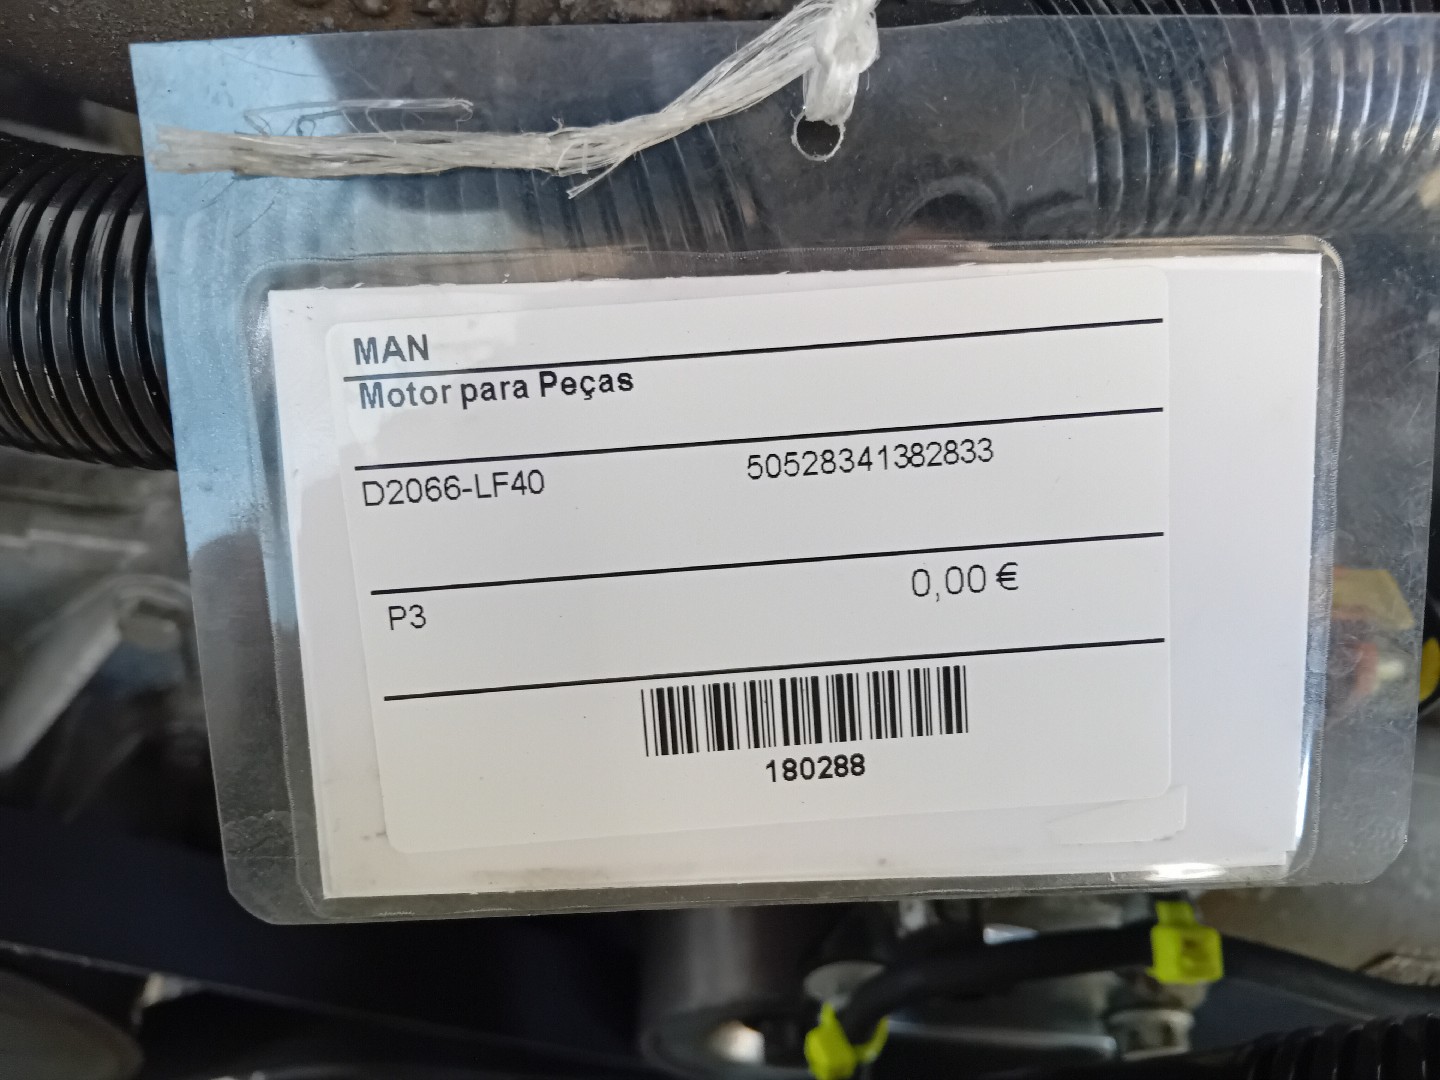 MAN
Motor para Peças
D2066-LF40 50528341382833
P3 0,00 €
180288